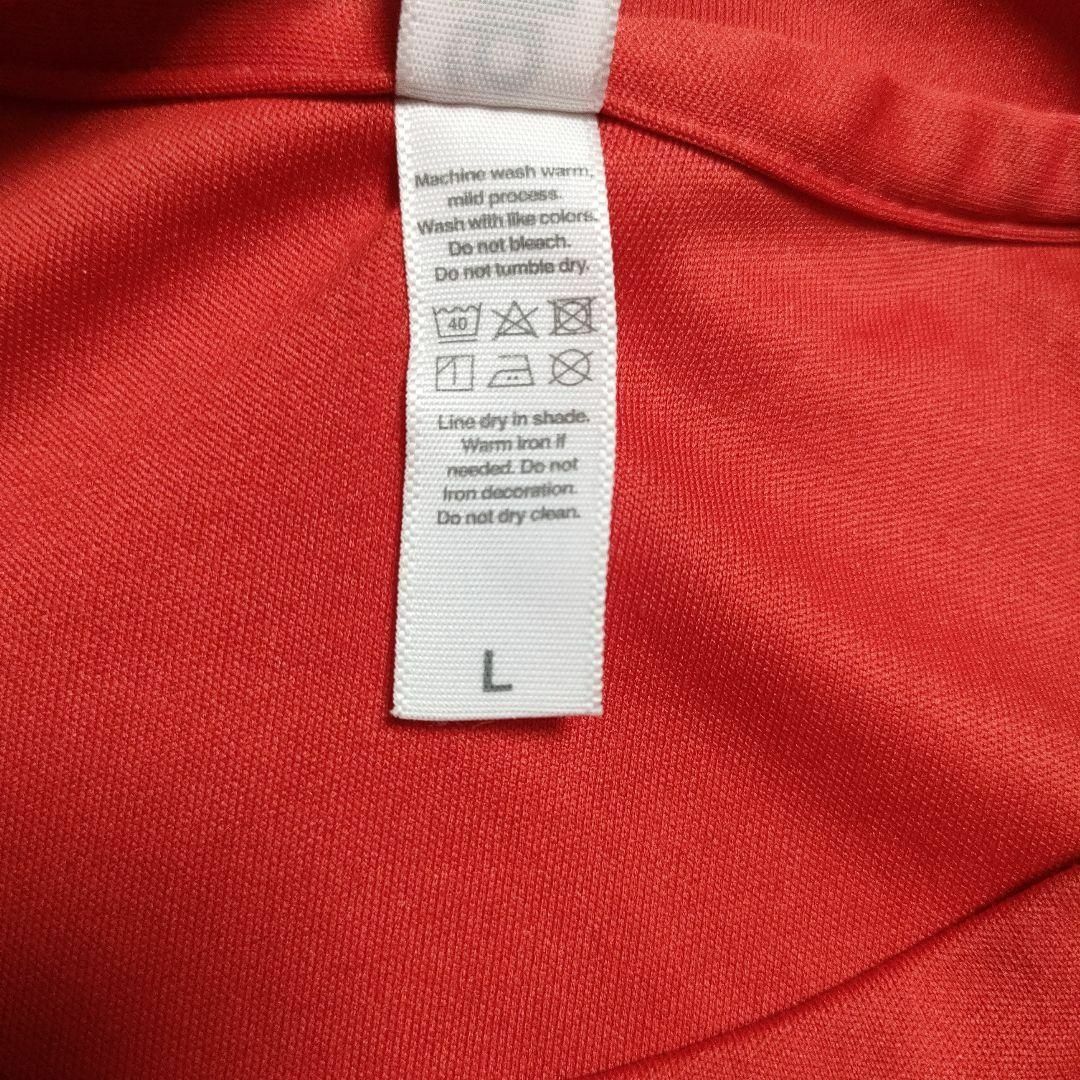 Machine wash warm,
mild process.
Wash with like colors.
Do not bleach.
Do not tumble dry.
40
Line dry in shade.
Warm iron if
needed. Do not
iron decoration.
Do not dry clean.
L